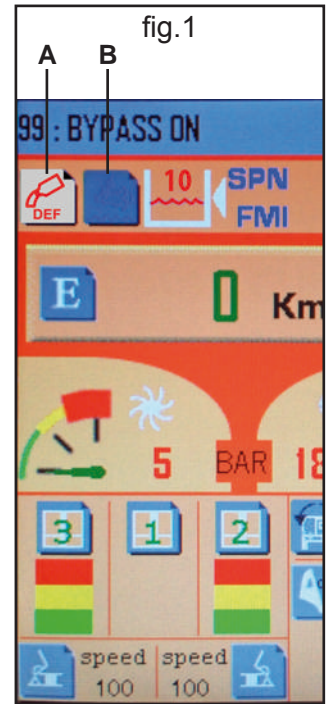 fig.1
A B
99 : BYPASS ON
DEF
10 SPN
FMI
E 0 Km
5 BAR 18
3 1 2
speed speed
100 100